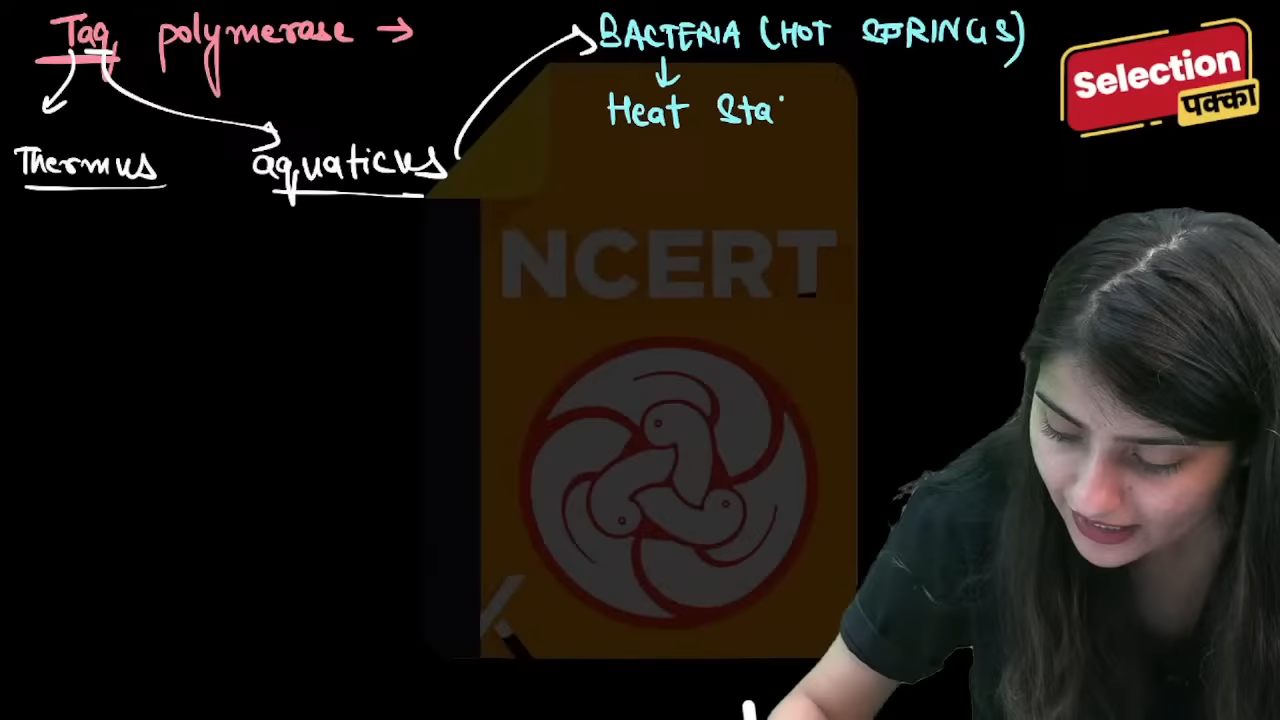 Taq polymerase → BACTERIA (HOT SPRINGS)
Heat Sta
Thermus aquaticus
Selection
पक्का
NCERT